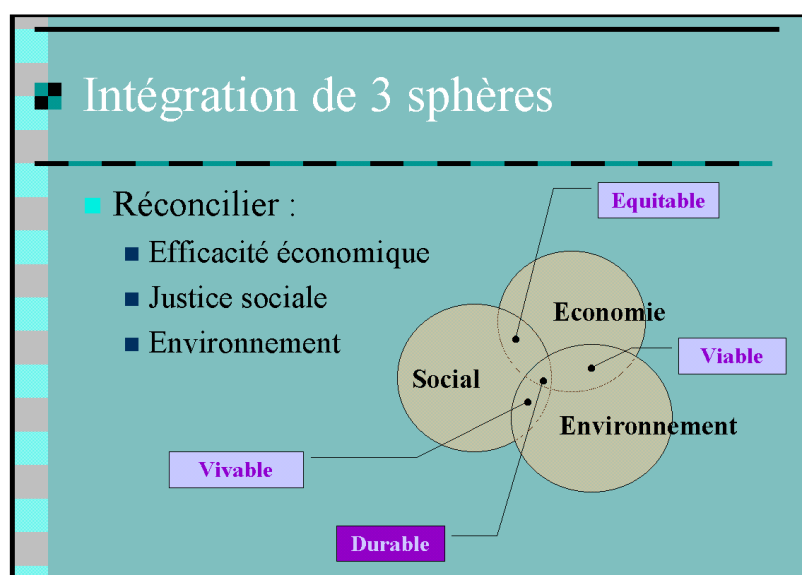 Intégration de 3 sphères
Réconcilier :
Efficacité économique
Justice sociale
Environnement
Equitable
Economie
Viable
Social
Environnement
Vivable
Durable